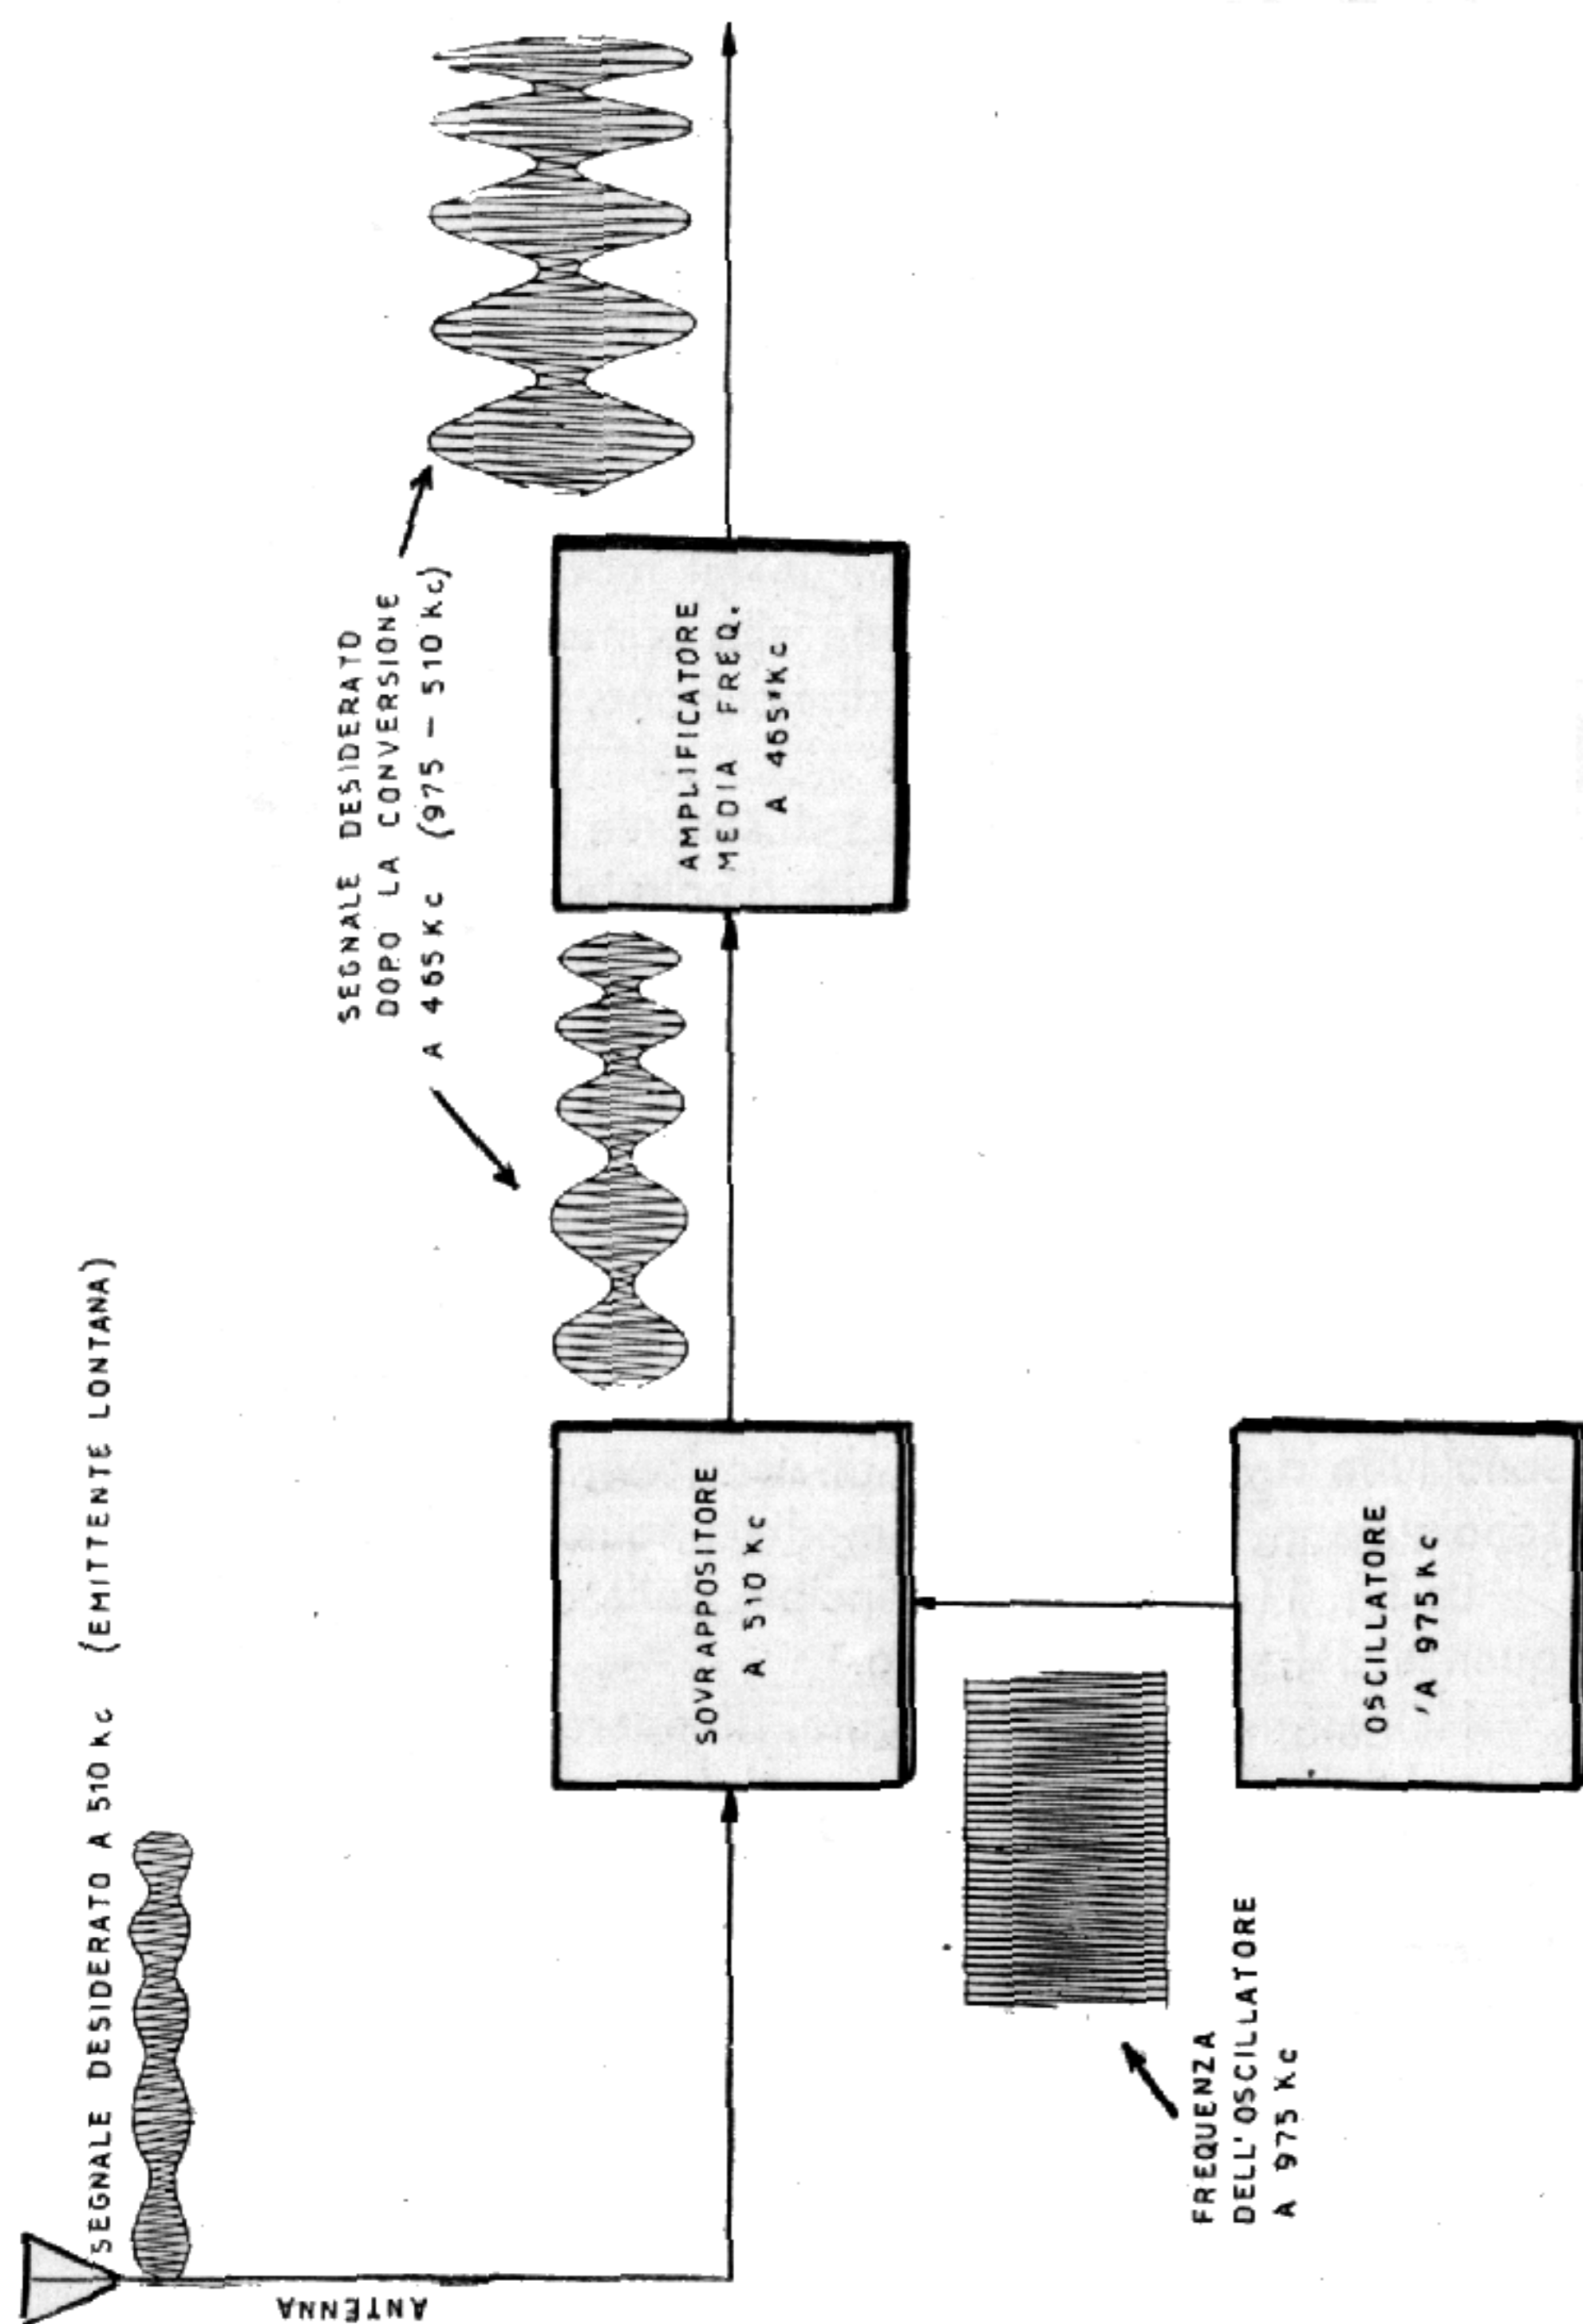 SEGNALE DESIDERATO A 510 Kc (EMITTENTE LONTANA)
ANTENNA
SEGNALE DESIDERATO
DOPO LA CONVERSIONE
A 465 Kc (975 - 510 Kc)
SOVRAPPOSITORE
A 510 Kc
AMPLIFICATORE
MEDIA FREQ.
A 465 Kc
FREQUENZA
DELL'OSCILLATORE
A 975 Kc
OSCILLATORE
A 975 Kc